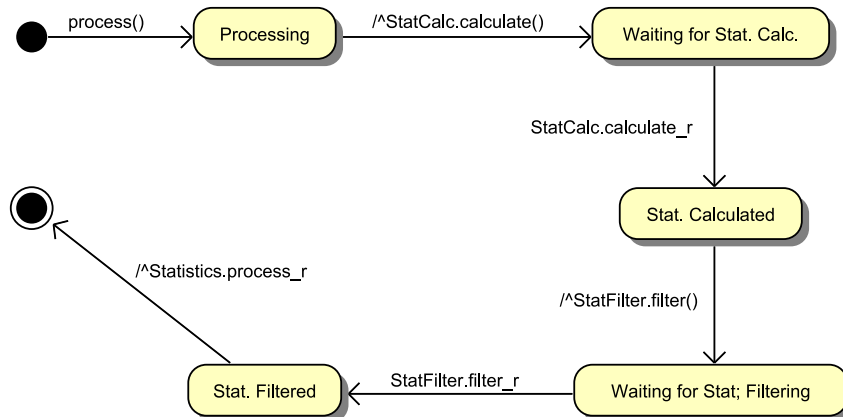 process()
Processing
/^StatCalc.calculate()
Waiting for Stat. Calc.
StatCalc.calculate_r
Stat. Calculated
/^StatFilter.filter()
Waiting for Stat; Filtering
StatFilter.filter_r
Stat. Filtered
/^Statistics.process_r